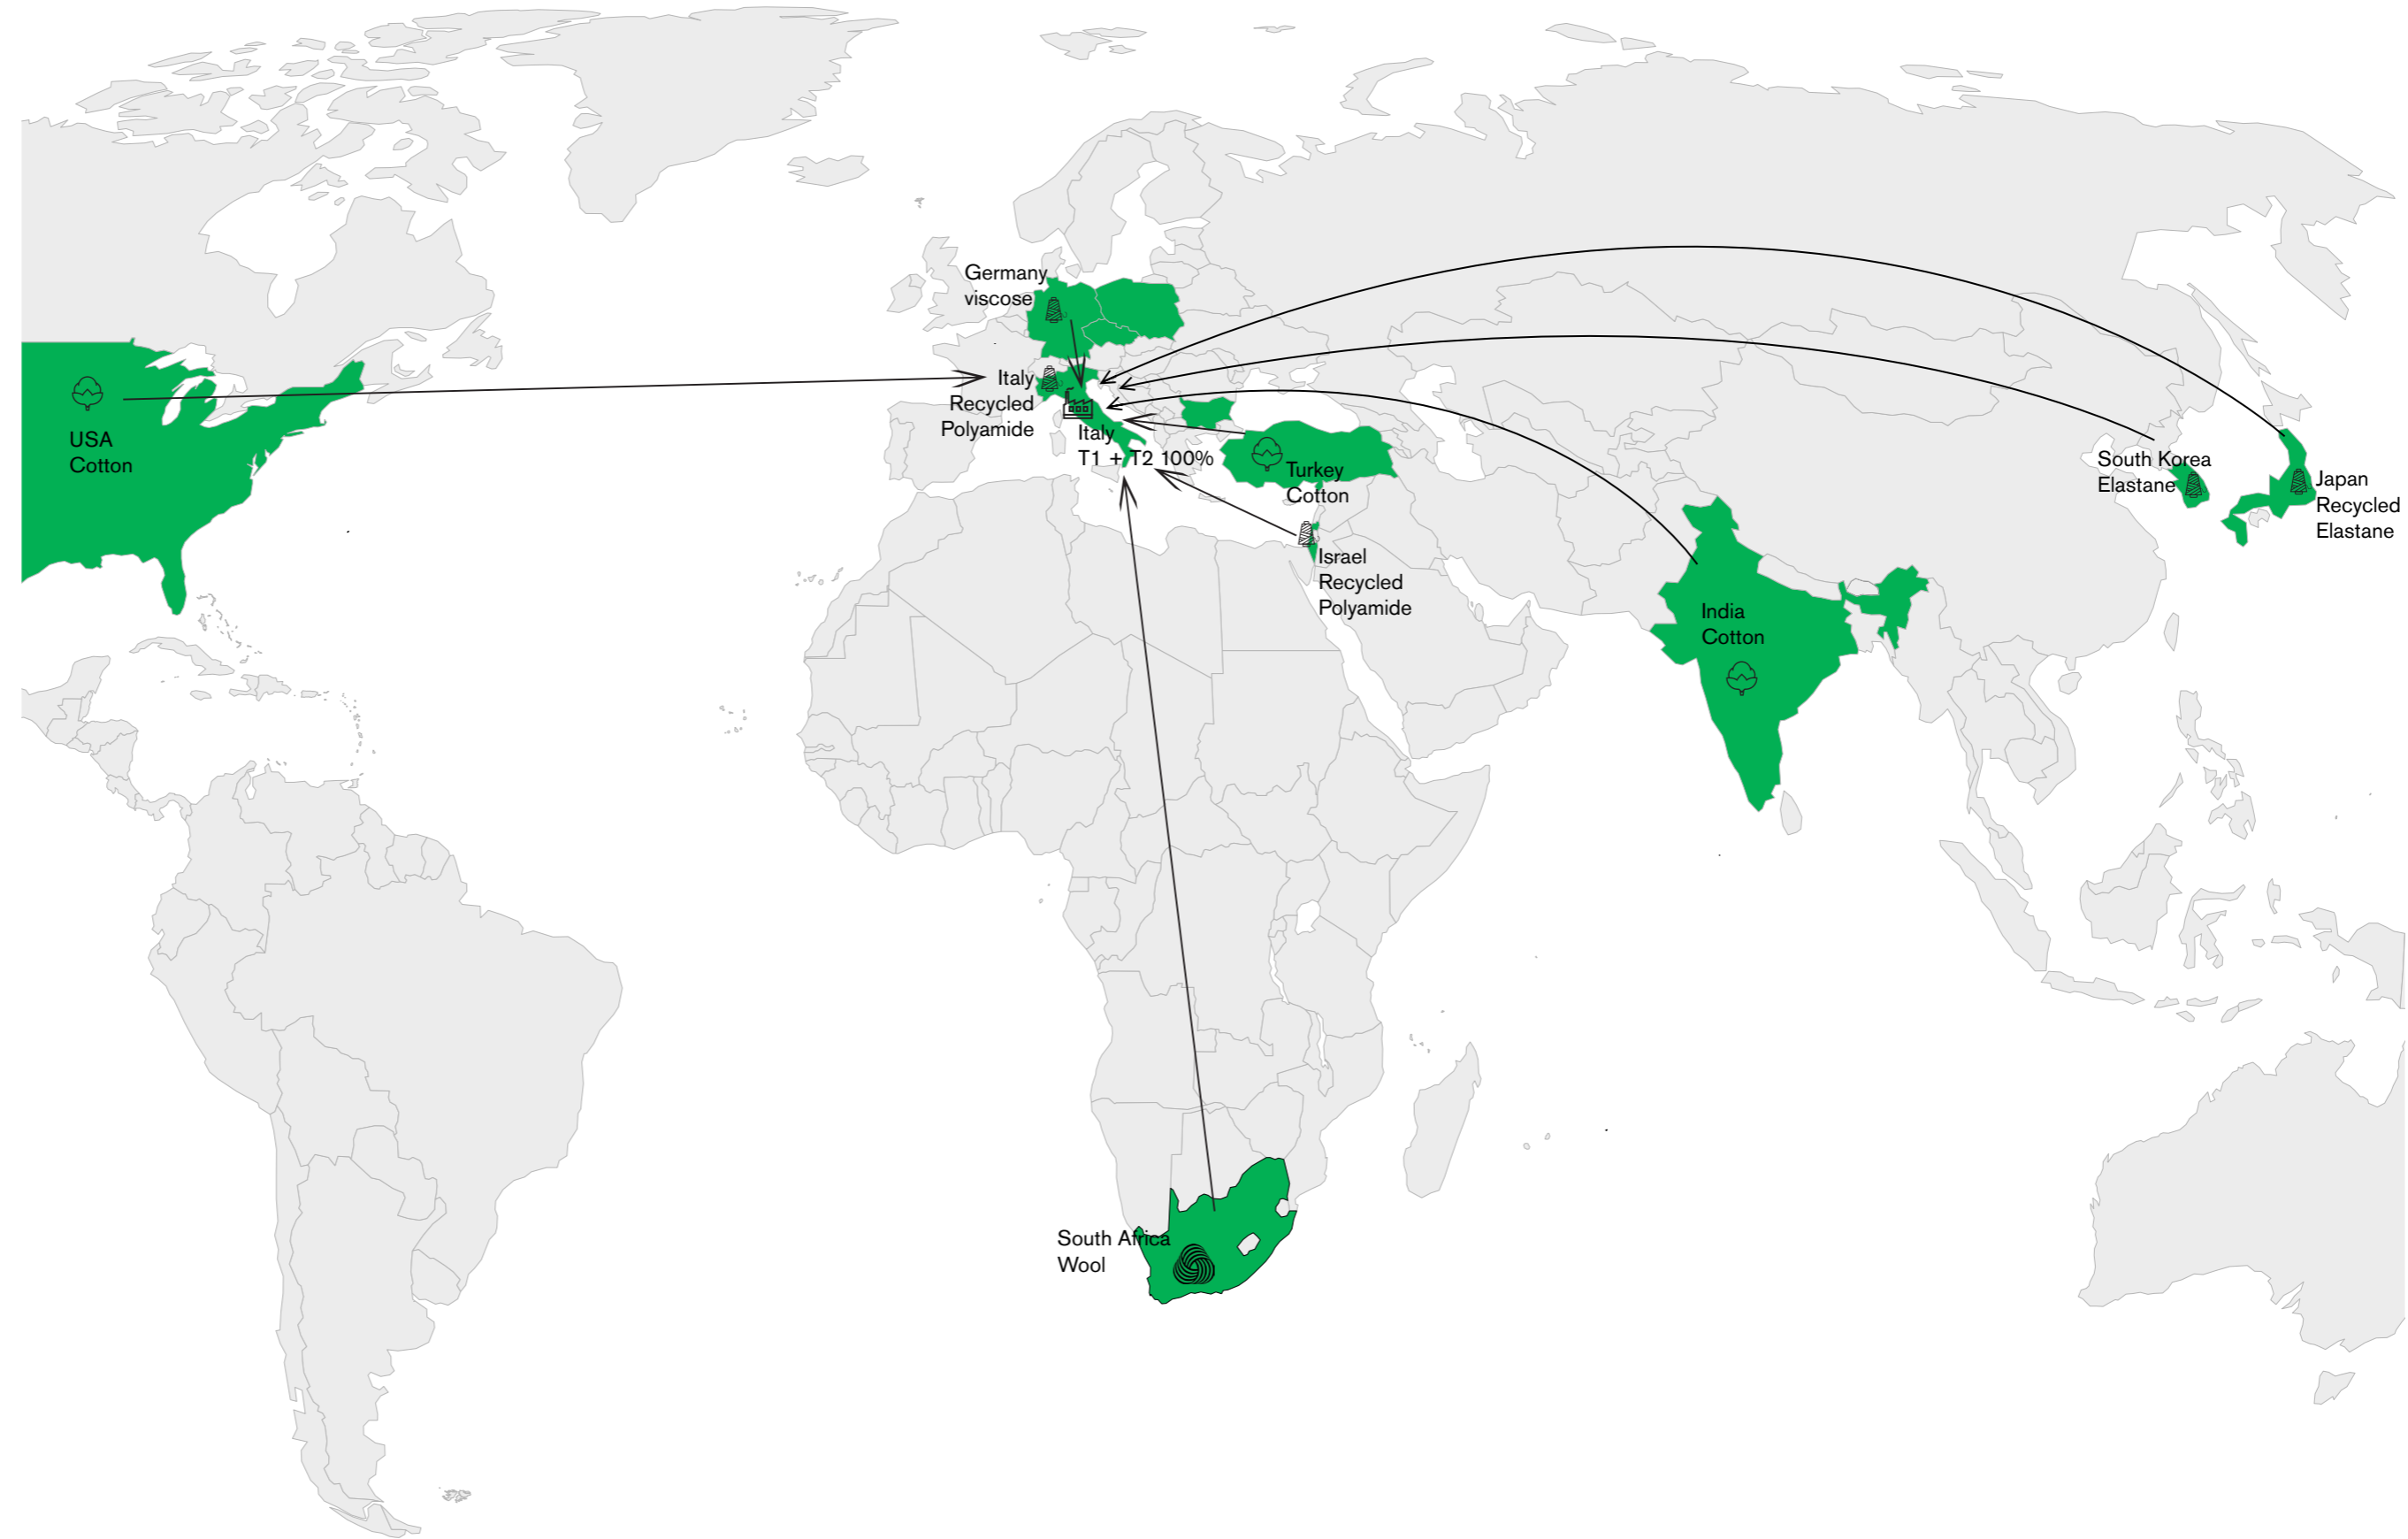 Germany
viscose
Italy
Recycled
Polyamide
Italy
T1 + T2 100%
USA
Cotton
Turkey
Cotton
South Korea
Elastane
Japan
Recycled
Elastane
Israel
Recycled
Polyamide
India
Cotton
South Africa
Wool